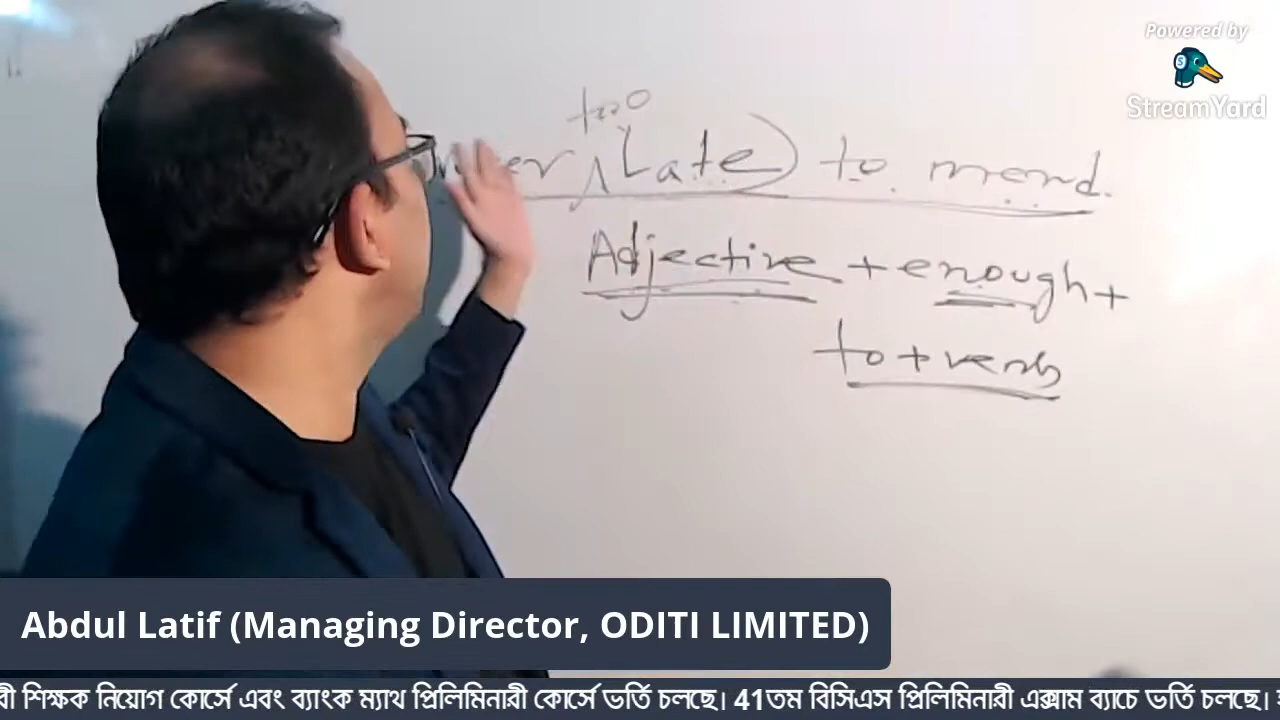 Powered by
StreamYard
too
Late) to mend.
Adjective + enough +
to + verb
Abdul Latif (Managing Director, ODITI LIMITED)
শিক্ষক নিয়োগ কোর্সে এবং ব্যাংক ম্যাথ প্রিলিমিনারী কোর্সে ভর্তি চলছে। 41তম বিসিএস প্রিলিমিনারী এক্সাম ব্যাচে ভর্তি চলছে।